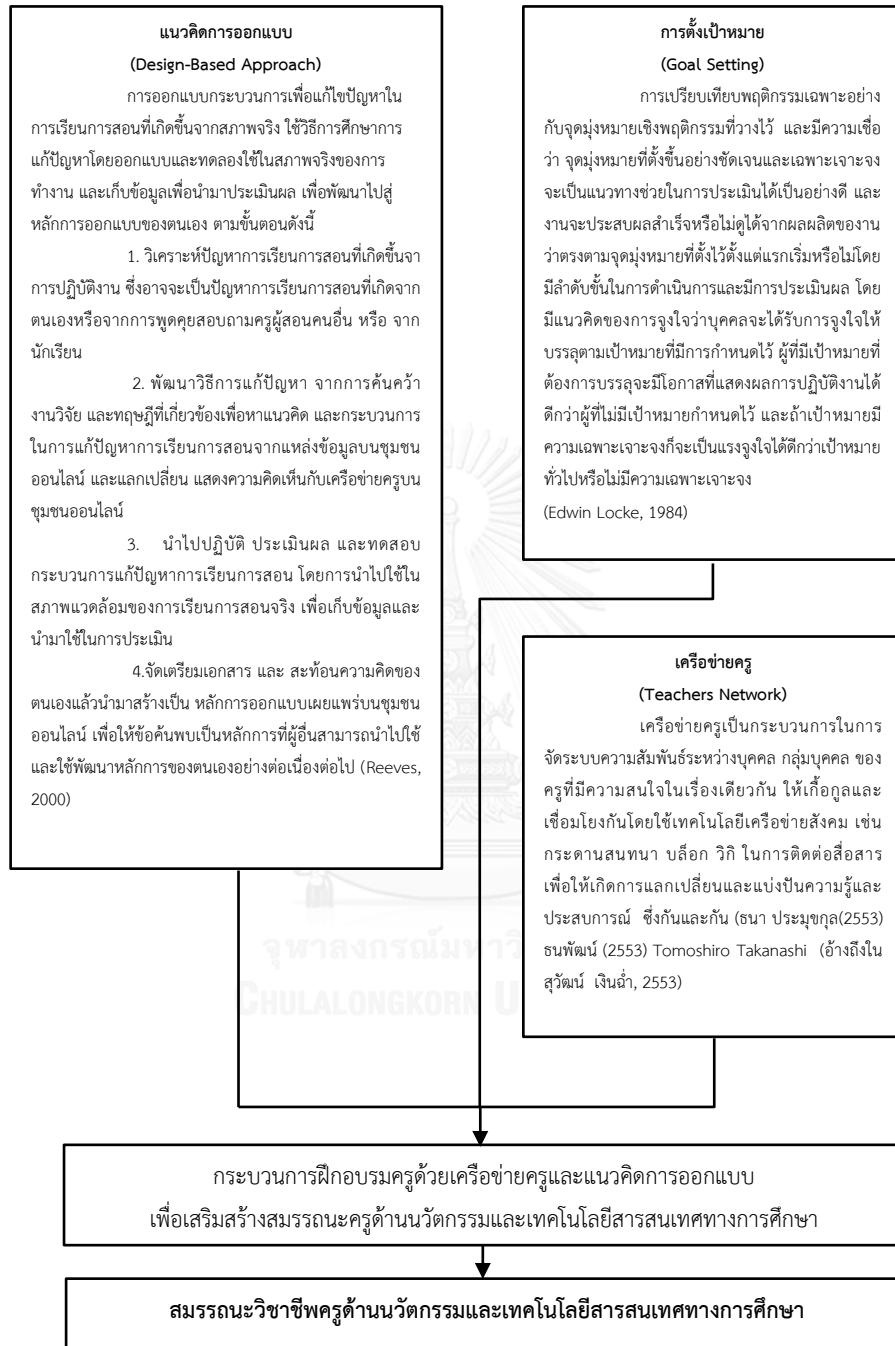 แนวคิดการออกแบบ
(Design-Based Approach)
การออกแบบกระบวนการเพื่อแก้ไขปัญหาใน
การเรียนการสอนที่เกิดขึ้นจากสภาพจริง ใช้วิธีการศึกษาการ
แก้ปัญหาโดยออกแบบและทดลองใช้ในสภาพจริงของการ
ทำงาน และเก็บข้อมูลเพื่อนำมาประเมินผล เพื่อพัฒนาไปสู่
หลักการออกแบบของตนเอง ตามขั้นตอนดังนี้
1. วิเคราะห์ปัญหาการเรียนการสอนที่เกิดขึ้นจา
การปฏิบัติงาน ซึ่งอาจจะเป็นปัญหาการเรียนการสอนที่เกิดจาก
ตนเองหรือจากการพูดคุยสอบถามครูผู้สอนคนอื่น หรือ จาก
นักเรียน
2. พัฒนาวิธีการแก้ปัญหา จากการค้นคว้า
งานวิจัย และทฤษฎีที่เกี่ยวข้องเพื่อหาแนวคิด และกระบวนการ
ในการแก้ปัญหาการเรียนการสอนจากแหล่งข้อมูลบนชุมชน
ออนไลน์ และแลกเปลี่ยน แสดงความคิดเห็นกับเครือข่ายครูบน
ชุมชนออนไลน์
3. นำไปปฏิบัติ ประเมินผล และทดสอบ
กระบวนการแก้ปัญหาการเรียนการสอน โดยการนำไปใช้ใน
สภาพแวดล้อมของการเรียนการสอนจริง เพื่อเก็บข้อมูลและ
นำมาใช้ในการประเมิน
4.จัดเตรียมเอกสาร และ สะท้อนความคิดของ
ตนเองแล้วนำมาสร้างเป็น หลักการออกแบบเผยแพร่บนชุมชน
ออนไลน์ เพื่อให้ข้อค้นพบเป็นหลักการที่ผู้อื่นสามารถนำไปใช้
และใช้พัฒนาหลักการของตนเองอย่างต่อเนื่องต่อไป (Reeves,
2000)
การตั้งเป้าหมาย
(Goal Setting)
การเปรียบเทียบพฤติกรรมเฉพาะอย่าง
กับจุดมุ่งหมายเชิงพฤติกรรมที่วางไว้ และมีความเชื่อ
ว่า จุดมุ่งหมายที่ตั้งขึ้นอย่างชัดเจนและเฉพาะเจาะจง
จะเป็นแนวทางช่วยในการประเมินได้เป็นอย่างดี และ
งานจะประสบผลสำเร็จหรือไม่ดูได้จากผลผลิตของงาน
ว่าตรงตามจุดมุ่งหมายที่ตั้งไว้ตั้งแต่แรกเริ่มหรือไม่โดย
มีลำดับขั้นในการดำเนินการและมีการประเมินผล โดย
มีแนวคิดของการจูงใจว่าบุคคลจะได้รับการจูงใจให้
บรรลุตามเป้าหมายที่มีการกำหนดไว้ ผู้ที่มีเป้าหมายที่
ต้องการบรรลุจะมีโอกาสที่แสดงผลการปฏิบัติงานได้
ดีกว่าผู้ที่ไม่มีเป้าหมายกำหนดไว้ และถ้าเป้าหมายมี
ความเฉพาะเจาะจงก็จะเป็นแรงจูงใจได้ดีกว่าเป้าหมาย
ทั่วไปหรือไม่มีความเฉพาะเจาะจง
(Edwin Locke, 1984)
เครือข่ายครู
(Teachers Network)
เครือข่ายครูเป็นกระบวนการในการ
จัดระบบความสัมพันธ์ระหว่างบุคคล กลุ่มบุคคล ของ
ครูที่มีความสนใจในเรื่องเดียวกัน ให้เกื้อกูลและ
เชื่อมโยงกันโดยใช้เทคโนโลยีเครือข่ายสังคม เช่น
กระดานสนทนา บล็อก วิกิ ในการติดต่อสื่อสาร
เพื่อให้เกิดการแลกเปลี่ยนและแบ่งปันความรู้และ
ประสบการณ์ ซึ่งกันและกัน (ธนา ประมุขกุล(2553)
ธนพัฒน์ (2553) Tomoshiro Takanashi (อ้างถึงใน
สุวัฒน์ เงินฉ่ำ, 2553)
จุฬาลงกรณ์มหาวิ
CHULALONGKORN U
กระบวนการฝึกอบรมครูด้วยเครือข่ายครูและแนวคิดการออกแบบ
เพื่อเสริมสร้างสมรรถนะครูด้านนวัตกรรมและเทคโนโลยีสารสนเทศทางการศึกษา
สมรรถนะวิชาชีพครูด้านนวัตกรรมและเทคโนโลยีสารสนเทศทางการศึกษา